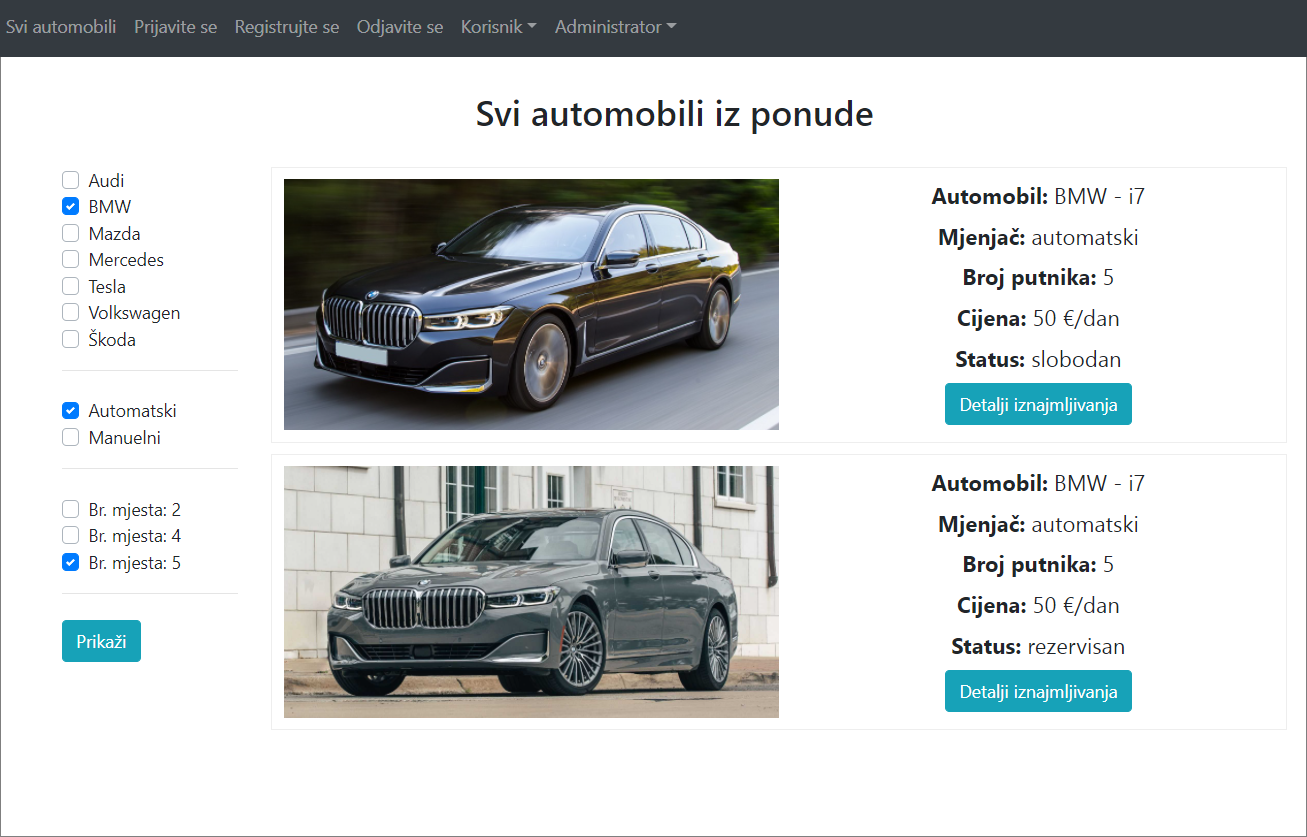 Svi automobili Prijavite se Registrujte se Odjavite se Korisnik Administrator
Svi automobili iz ponude
Audi
BMW
Mazda
Mercedes
Tesla
Volkswagen
Škoda
Automatski
Manuelni
Br. mjesta: 2
Br. mjesta: 4
Br. mjesta: 5
Prikaži
Automobil: BMW - i7
Mjenjač: automatski
Broj putnika: 5
Cijena: 50 €/dan
Status: slobodan
Detalji iznajmljivanja
Automobil: BMW - i7
Mjenjač: automatski
Broj putnika: 5
Cijena: 50 €/dan
Status: rezervisan
Detalji iznajmljivanja